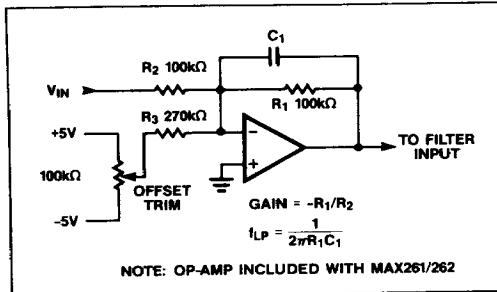 C1
R2 100kΩ
VIN
R1 100kΩ
R3 270kΩ
+5V
−
+
TO FILTER
INPUT
100kΩ
OFFSET
TRIM
−5V
GAIN = -R1/R2
fLP = 1
2πR1C1
NOTE: OP-AMP INCLUDED WITH MAX261/262